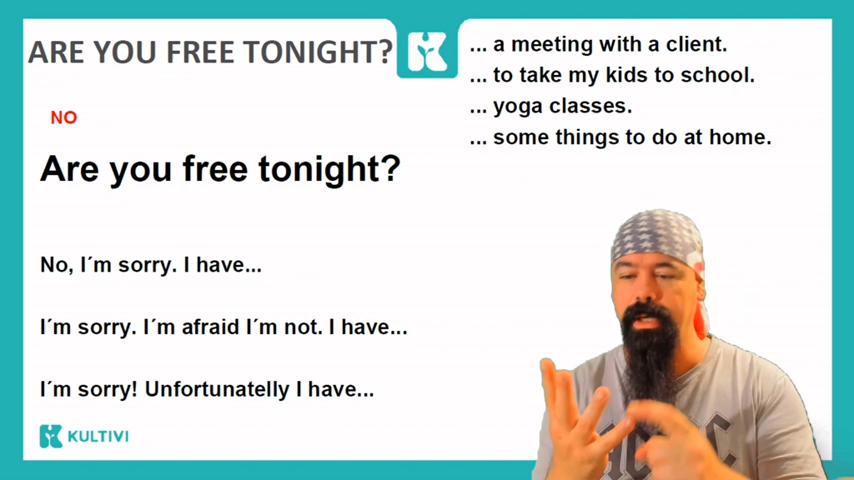 ARE YOU FREE TONIGHT?
... a meeting with a client.
... to take my kids to school.
... yoga classes.
... some things to do at home.
NO
Are you free tonight?
No, I´m sorry. I have...
I´m sorry. I´m afraid I´m not. I have...
I´m sorry! Unfortunatelly I have...
KULTIVI